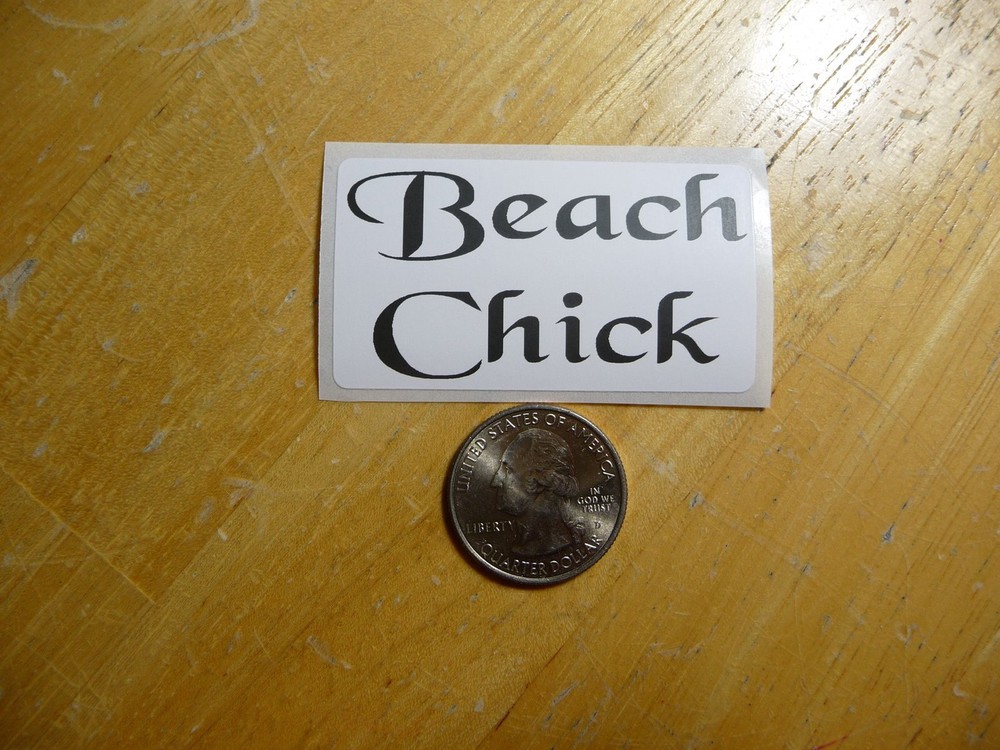 Beach
Chick
UNITED STATES OF AMERICA
IN
GOD WE
TRUST
LIBERTY
D
QUARTER DOLLAR